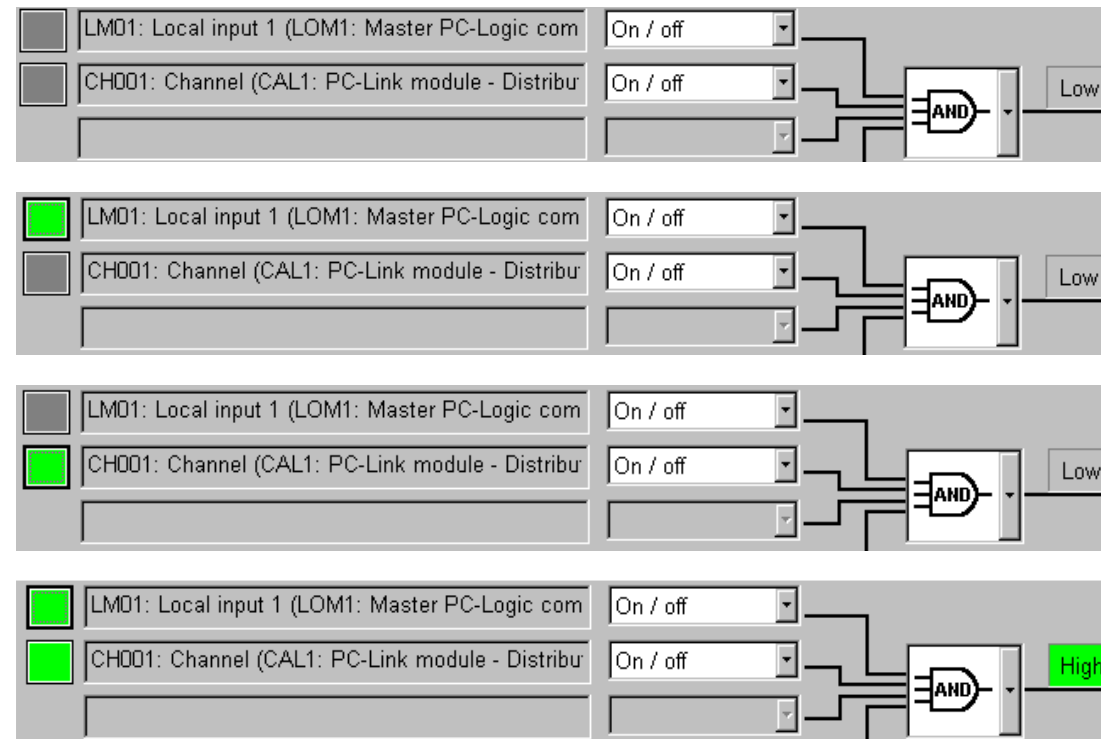 LM01: Local input 1 (LOM1: Master PC-Logic com On / off
CH001: Channel (CAL1: PC-Link module - Distribu On / off
AND Low
LM01: Local input 1 (LOM1: Master PC-Logic com On / off
CH001: Channel (CAL1: PC-Link module - Distribu On / off
AND Low
LM01: Local input 1 (LOM1: Master PC-Logic com On / off
CH001: Channel (CAL1: PC-Link module - Distribu On / off
AND Low
LM01: Local input 1 (LOM1: Master PC-Logic com On / off
CH001: Channel (CAL1: PC-Link module - Distribu On / off
AND High